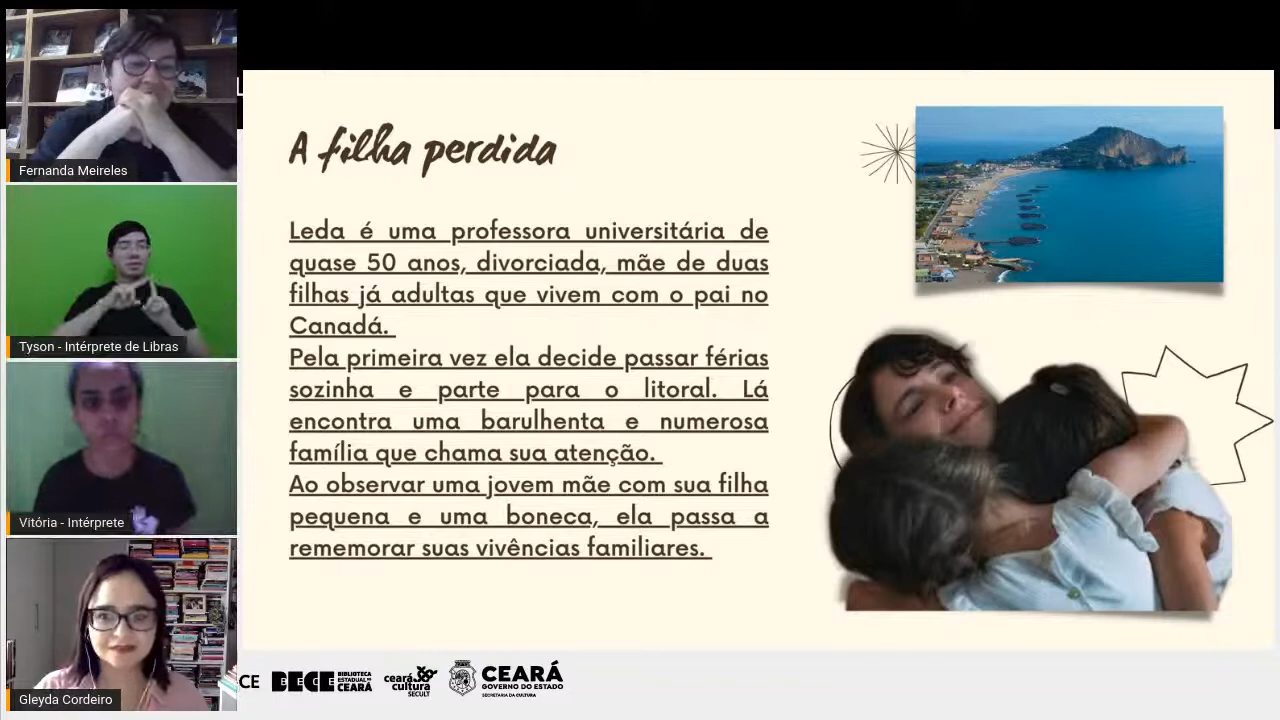 Fernanda Meireles
Tyson - Intérprete de Libras
Vitória - Intérprete
Gleyda Cordeiro
L
A filha perdida
Leda é uma professora universitária de
quase 50 anos, divorciada, mãe de duas
filhas já adultas que vivem com o pai no
Canadá.
Pela primeira vez ela decide passar férias
sozinha e parte para o litoral. Lá
encontra uma barulhenta e numerosa
família que chama sua atenção.
Ao observar uma jovem mãe com sua filha
pequena e uma boneca, ela passa a
rememorar suas vivências familiares.
CE
BECE
BIBLIOTECA
ESTADUAL DO
CEARÁ
ceará
cultura
SECULT
CEARÁ
GOVERNO DO ESTADO
SECRETARIA DA CULTURA